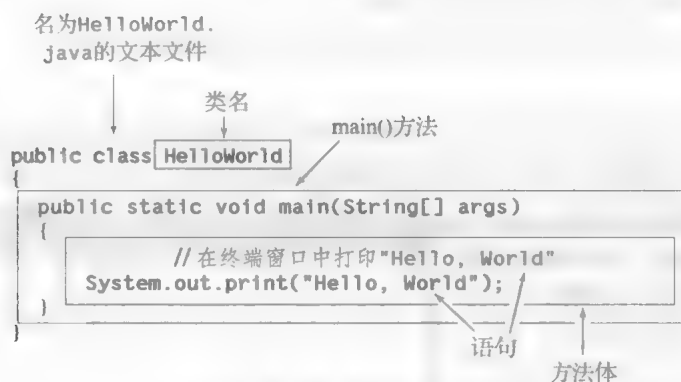 名为HelloWorld.
java的文本文件
类名
main()方法
public class HelloWorld
{
public static void main(String[] args)
{
//在终端窗口中打印"Hello, World"
System.out.print("Hello, World");
}
}
语句
方法体